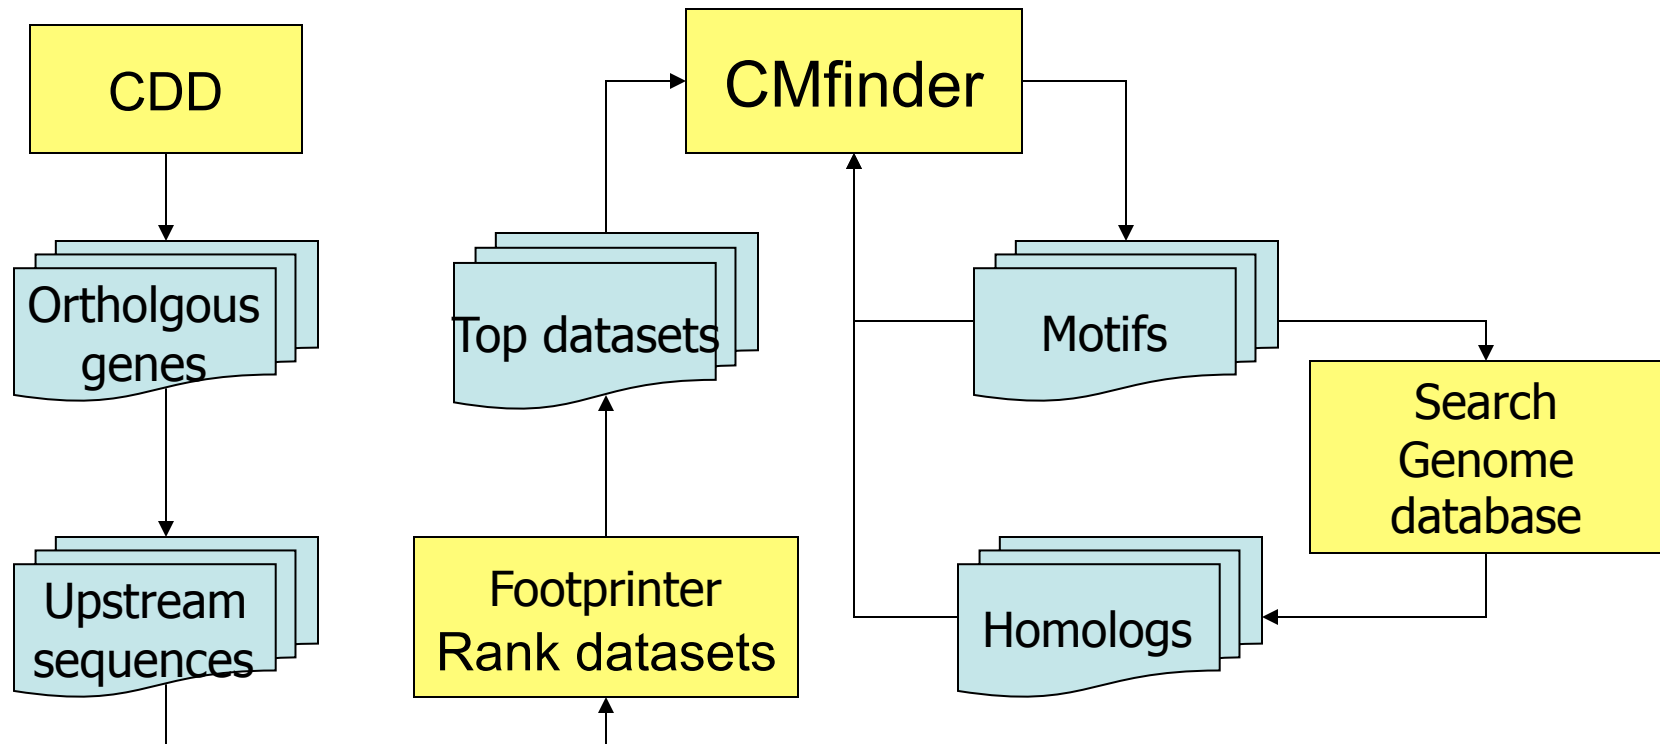 CDD
Ortholgous
genes
Upstream
sequences
CMfinder
Top datasets
Footprinter
Rank datasets
Motifs
Search
Genome
database
Homologs